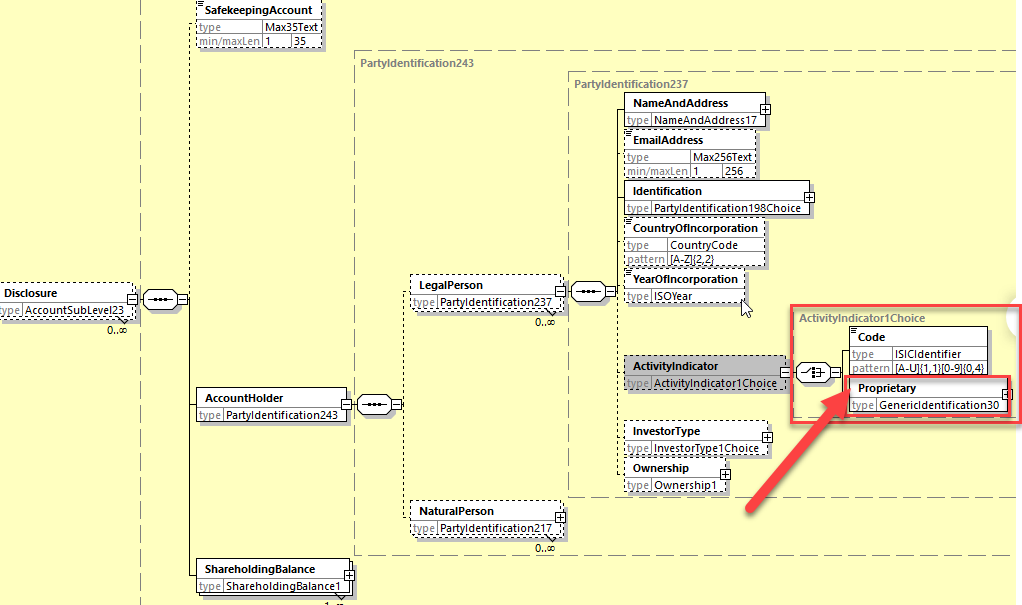 SafekeepingAccount
type Max35Text
min/maxLen 1 35
PartyIdentification243
PartyIdentification237
NameAndAddress
type NameAndAddress17
EmailAddress
type Max256Text
min/maxLen 1 256
Identification
type PartyIdentification198Choice
CountryOfIncorporation
type CountryCode
pattern [A-Z]{2,2}
YearOfIncorporation
type ISOYear
Disclosure
type AccountSubLevel23
0..∞
LegalPerson
type PartyIdentification237
0..∞
ActivityIndicator1Choice
Code
type ISICIdentifier
pattern [A-U]{1,1}[0-9]{0,4}
ActivityIndicator
type ActivityIndicator1Choice
Proprietary
type GenericIdentification30
AccountHolder
type PartyIdentification243
InvestorType
type InvestorType1Choice
Ownership
type Ownership1
NaturalPerson
type PartyIdentification217
0..∞
ShareholdingBalance
type ShareholdingBalance1